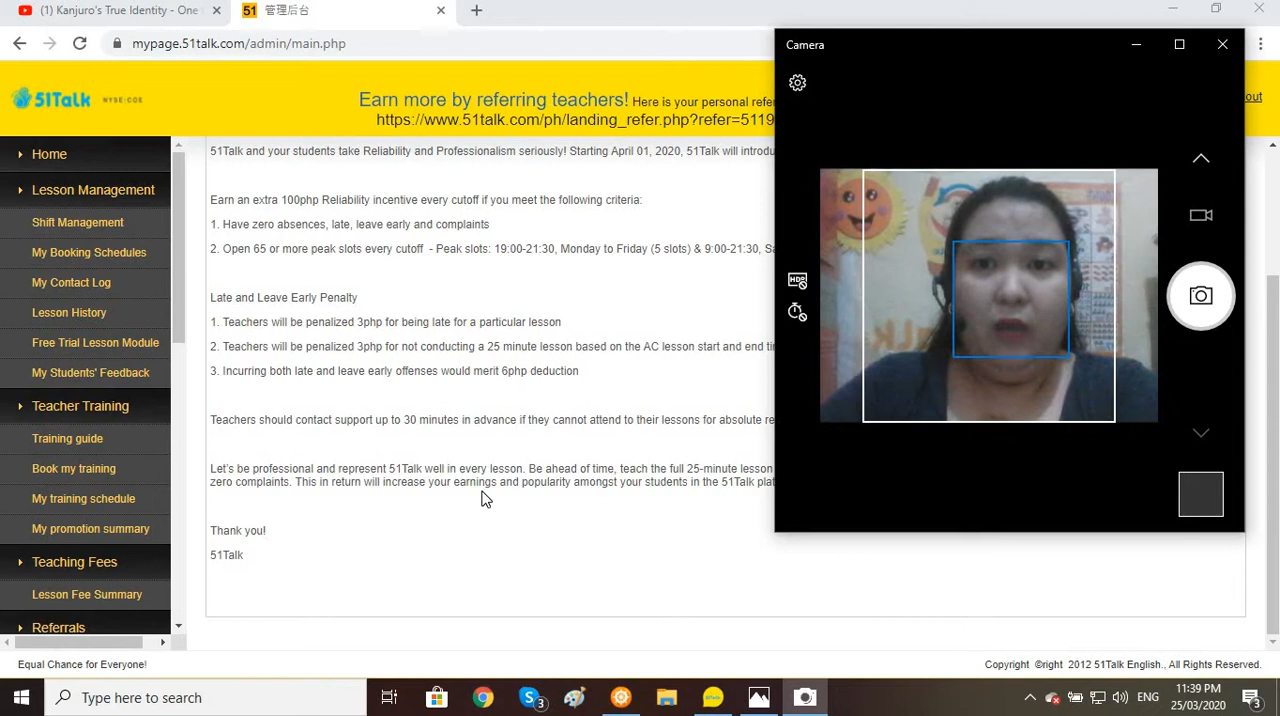 Kanjuro's True Identity - One
51 管理后台
mypage.51talk.com/admin/main.php
51Talk NYSE:COE
Earn more by referring teachers! Here is your personal refer
https://www.51talk.com/ph/landing_refer.php?refer=5119
out
Home
Lesson Management
Shift Management
My Booking Schedules
My Contact Log
Lesson History
Free Trial Lesson Module
My Students' Feedback
Teacher Training
Training guide
Book my training
My training schedule
My promotion summary
Teaching Fees
Lesson Fee Summary
Referrals
51Talk and your students take Reliability and Professionalism seriously! Starting April 01, 2020, 51Talk will introdu
Earn an extra 100php Reliability incentive every cutoff if you meet the following criteria:
1. Have zero absences, late, leave early and complaints
2. Open 65 or more peak slots every cutoff - Peak slots: 19:00-21:30, Monday to Friday (5 slots) & 9:00-21:30, Sa
Late and Leave Early Penalty
1. Teachers will be penalized 3php for being late for a particular lesson
2. Teachers will be penalized 3php for not conducting a 25 minute lesson based on the AC lesson start and end ti
3. Incurring both late and leave early offenses would merit 6php deduction
Teachers should contact support up to 30 minutes in advance if they cannot attend to their lessons for absolute re
Let's be professional and represent 51Talk well in every lesson. Be ahead of time, teach the full 25-minute lesson
zero complaints. This in return will increase your earnings and popularity amongst your students in the 51Talk plat
Thank you!
51Talk
Camera
HDR
Equal Chance for Everyone!
Copyright ©right 2012 51Talk English., All Rights Reserved.
Type here to search
3
ENG
11:39 PM
25/03/2020
3